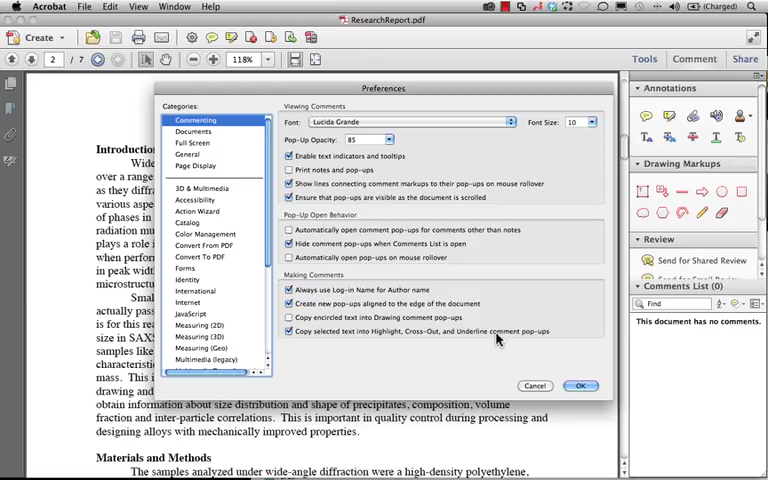 Acrobat File Edit View Window Help (Charged)
ResearchReport.pdf
Create
2 / 7 118% Tools Comment Share
Preferences
Categories:
Commenting
Documents
Full Screen
General
Page Display
3D & Multimedia
Accessibility
Action Wizard
Catalog
Color Management
Convert From PDF
Convert To PDF
Forms
Identity
International
Internet
JavaScript
Measuring (2D)
Measuring (3D)
Measuring (Geo)
Multimedia (legacy)
Viewing Comments
Font: Lucida Grande Font Size: 10
Pop-Up Opacity: 85
Enable text indicators and tooltips
Print notes and pop-ups
Show lines connecting comment markups to their pop-ups on mouse rollover
Ensure that pop-ups are visible as the document is scrolled
Pop-Up Open Behavior
Automatically open comment pop-ups for comments other than notes
Hide comment pop-ups when Comments List is open
Automatically open pop-ups on mouse rollover
Making Comments
Always use Log-in Name for Author name
Create new pop-ups aligned to the edge of the document
Copy encircled text into Drawing comment pop-ups
Copy selected text into Highlight, Cross-Out, and Underline comment pop-ups
Cancel OK
Annotations
Drawing Markups
Review
Send for Shared Review
Comments List (0)
Find
This document has no comments.
Introduction
Wide
over a range
as they diffra
various aspe
of phases in
radiation mu
plays a role i
when perfor
in peak width
microstructu
Smal
actually pass
is for this rea
size in SAXS
samples like
characteristic
mass. This i
drawing and
obtain information about size distribution and shape of precipitates, composition, volume
fraction and inter-particle correlations. This is important in quality control during processing and
designing alloys with mechanically improved properties.
Materials and Methods
The samples analyzed under wide-angle diffraction were a high-density polyethylene,